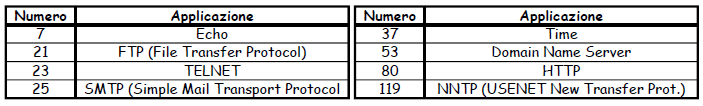 Numero Applicazione Numero Applicazione
7 Echo 37 Time
21 FTP (File Transfer Protocol) 53 Domain Name Server
23 TELNET 80 HTTP
25 SMTP (Simple Mail Transport Protocol 119 NNTP (USENET New Transfer Prot.)